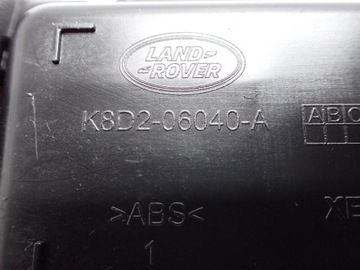 LAND-
-ROVER
K8D2-06040-A
ABC
>ABS<
1